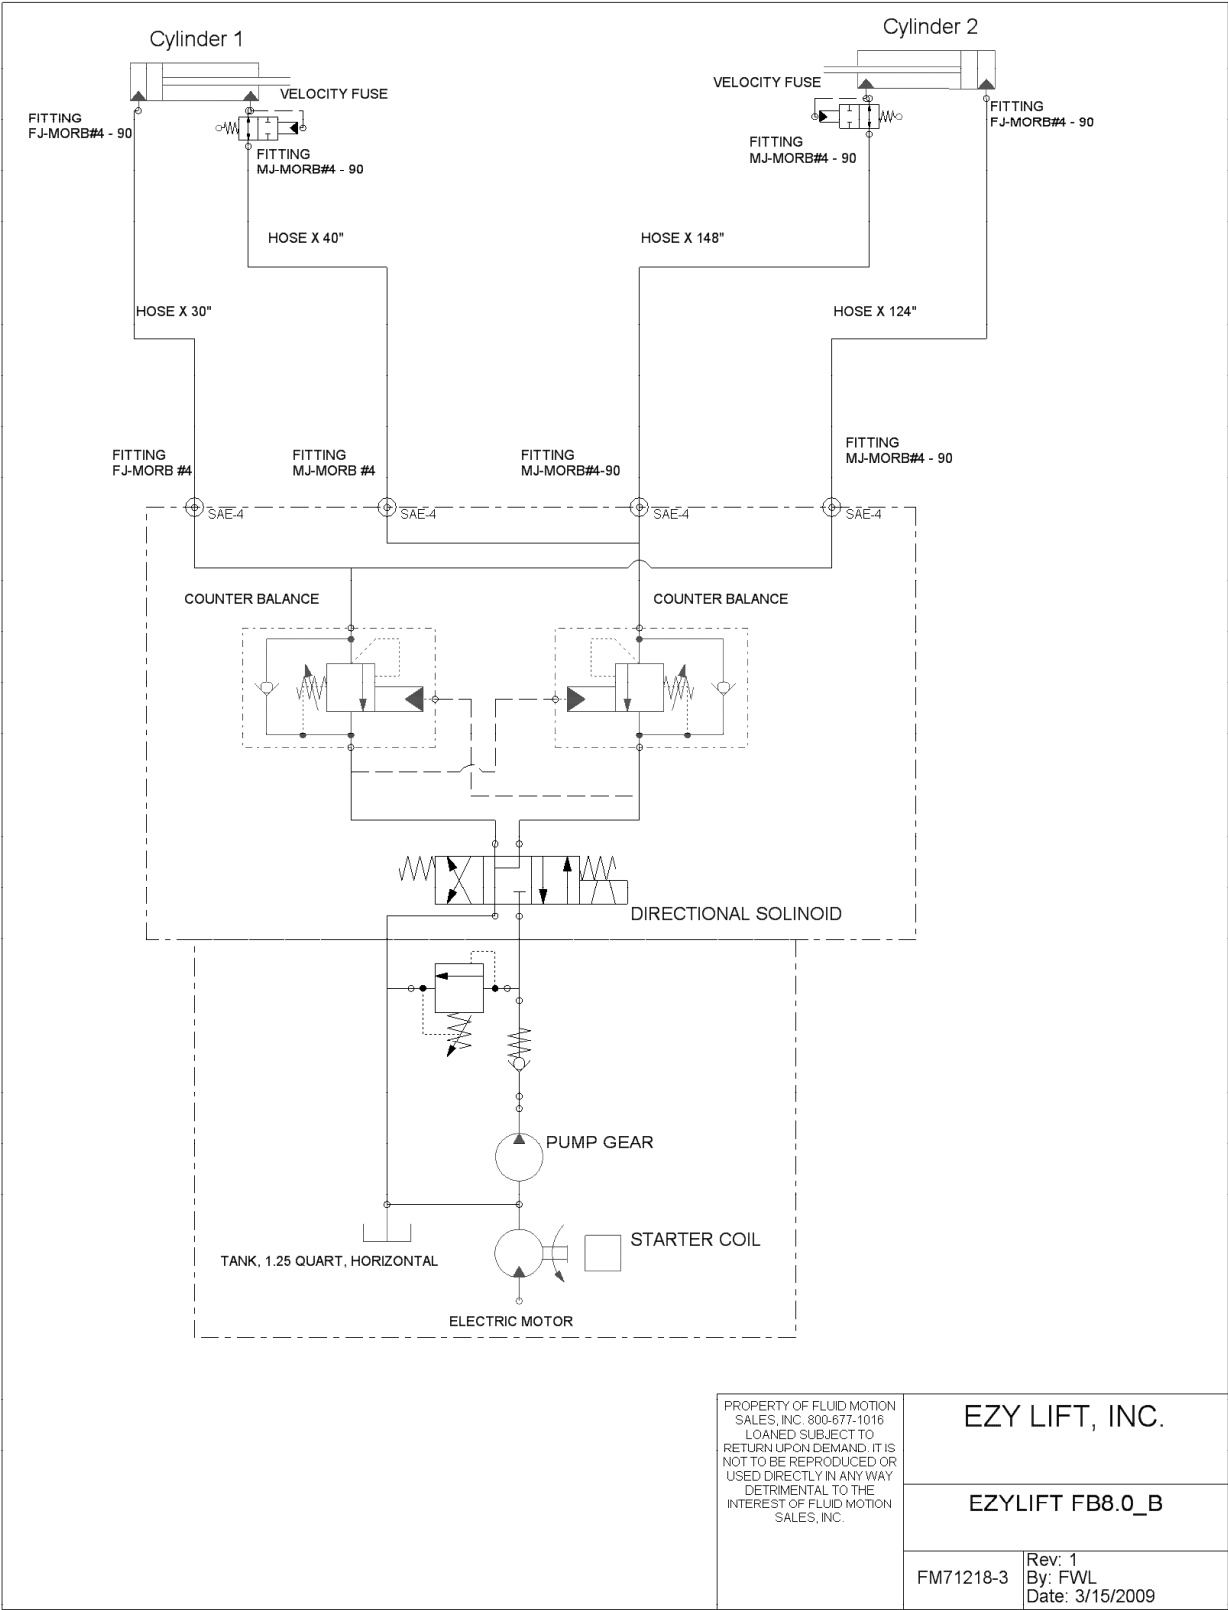 Cylinder 1
Cylinder 2
VELOCITY FUSE
VELOCITY FUSE
FITTING
FJ-MORB#4 - 90
FITTING
FJ-MORB#4 - 90
FITTING
MJ-MORB#4 - 90
FITTING
MJ-MORB#4 - 90
HOSE X 40"
HOSE X 148"
HOSE X 30"
HOSE X 124"
FITTING
FJ-MORB #4
FITTING
MJ-MORB #4
FITTING
MJ-MORB#4-90
FITTING
MJ-MORB#4 - 90
SAE-4
SAE-4
SAE-4
SAE-4
COUNTER BALANCE
COUNTER BALANCE
DIRECTIONAL SOLINOID
PUMP GEAR
STARTER COIL
TANK, 1.25 QUART, HORIZONTAL
ELECTRIC MOTOR
PROPERTY OF FLUID MOTION
SALES, INC. 800-677-1016
LOANED SUBJECT TO
RETURN UPON DEMAND. IT IS
NOT TO BE REPRODUCED OR
USED DIRECTLY IN ANY WAY
DETRIMENTAL TO THE
INTEREST OF FLUID MOTION
SALES, INC.
EZY LIFT, INC.
EZYLIFT FB8.0_B
FM71218-3
Rev: 1
By: FWL
Date: 3/15/2009